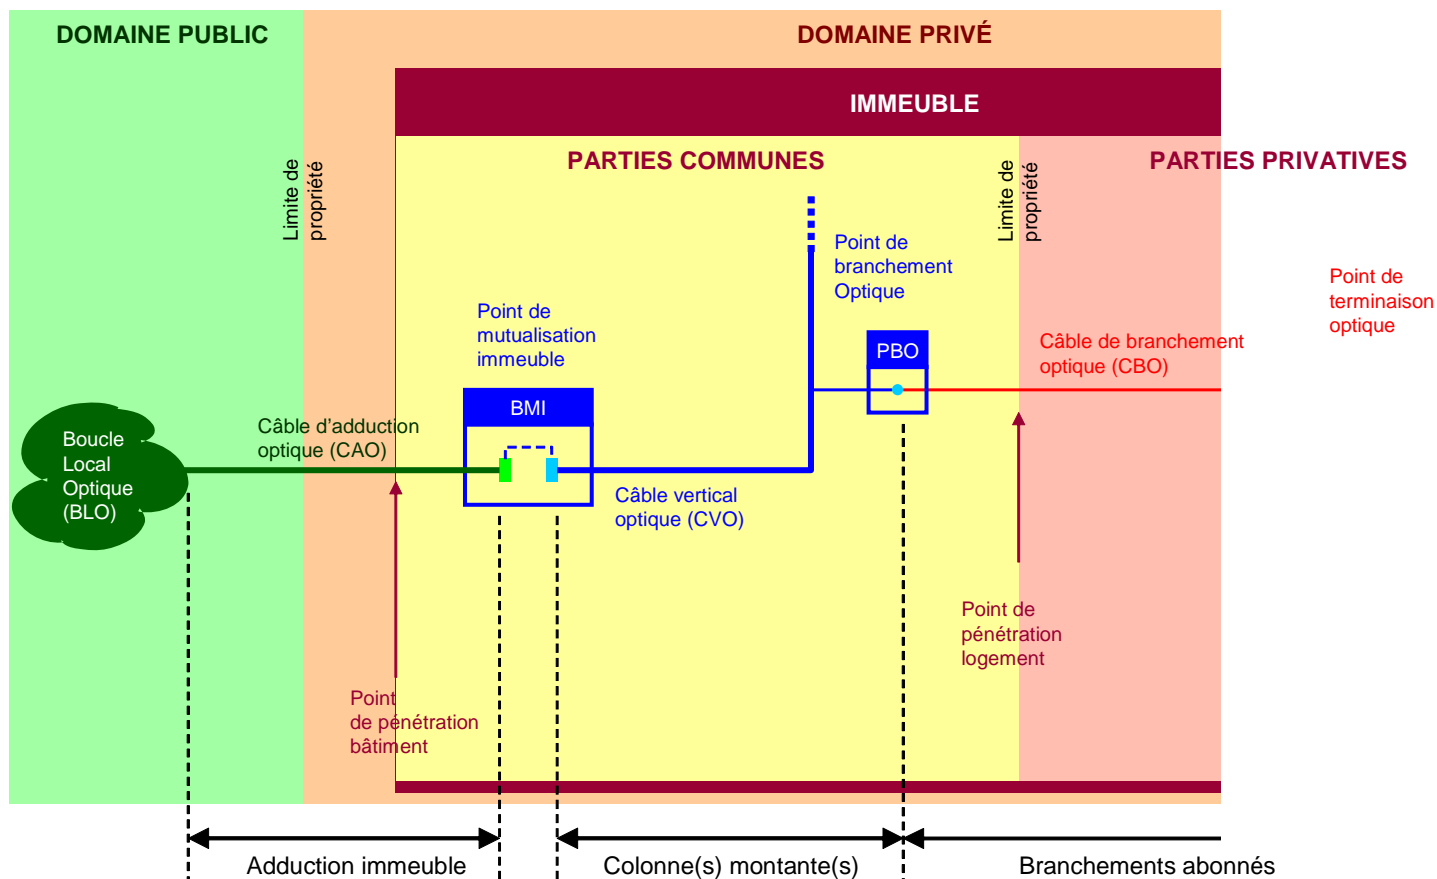 DOMAINE PUBLIC
DOMAINE PRIVÉ
IMMEUBLE
PARTIES COMMUNES
PARTIES PRIVATIVES
Limite de
propriété
Limite de
propriété
Point de
branchement
Optique
Point de
terminaison
optique
Point de
mutualisation
immeuble
PBO
Câble de branchement
optique (CBO)
BMI
Boucle
Local
Optique
(BLO)
Câble d'adduction
optique (CAO)
Câble vertical
optique (CVO)
Point de
pénétration
logement
Point
de pénétration
bâtiment
Adduction immeuble
Colonne(s) montante(s)
Branchements abonnés